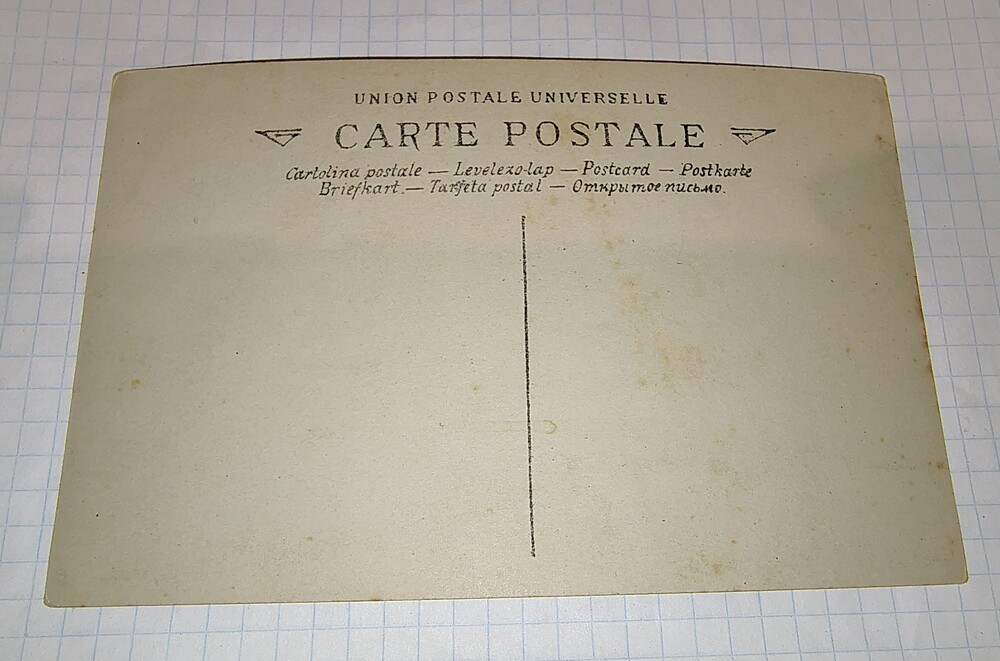 UNION POSTALE UNIVERSELLE
CARTE POSTALE
Cartolina postale — Levelezo-lap — Postcard — Postkarte
Briefkart. — Tarjeta postal — Открытое письмо.